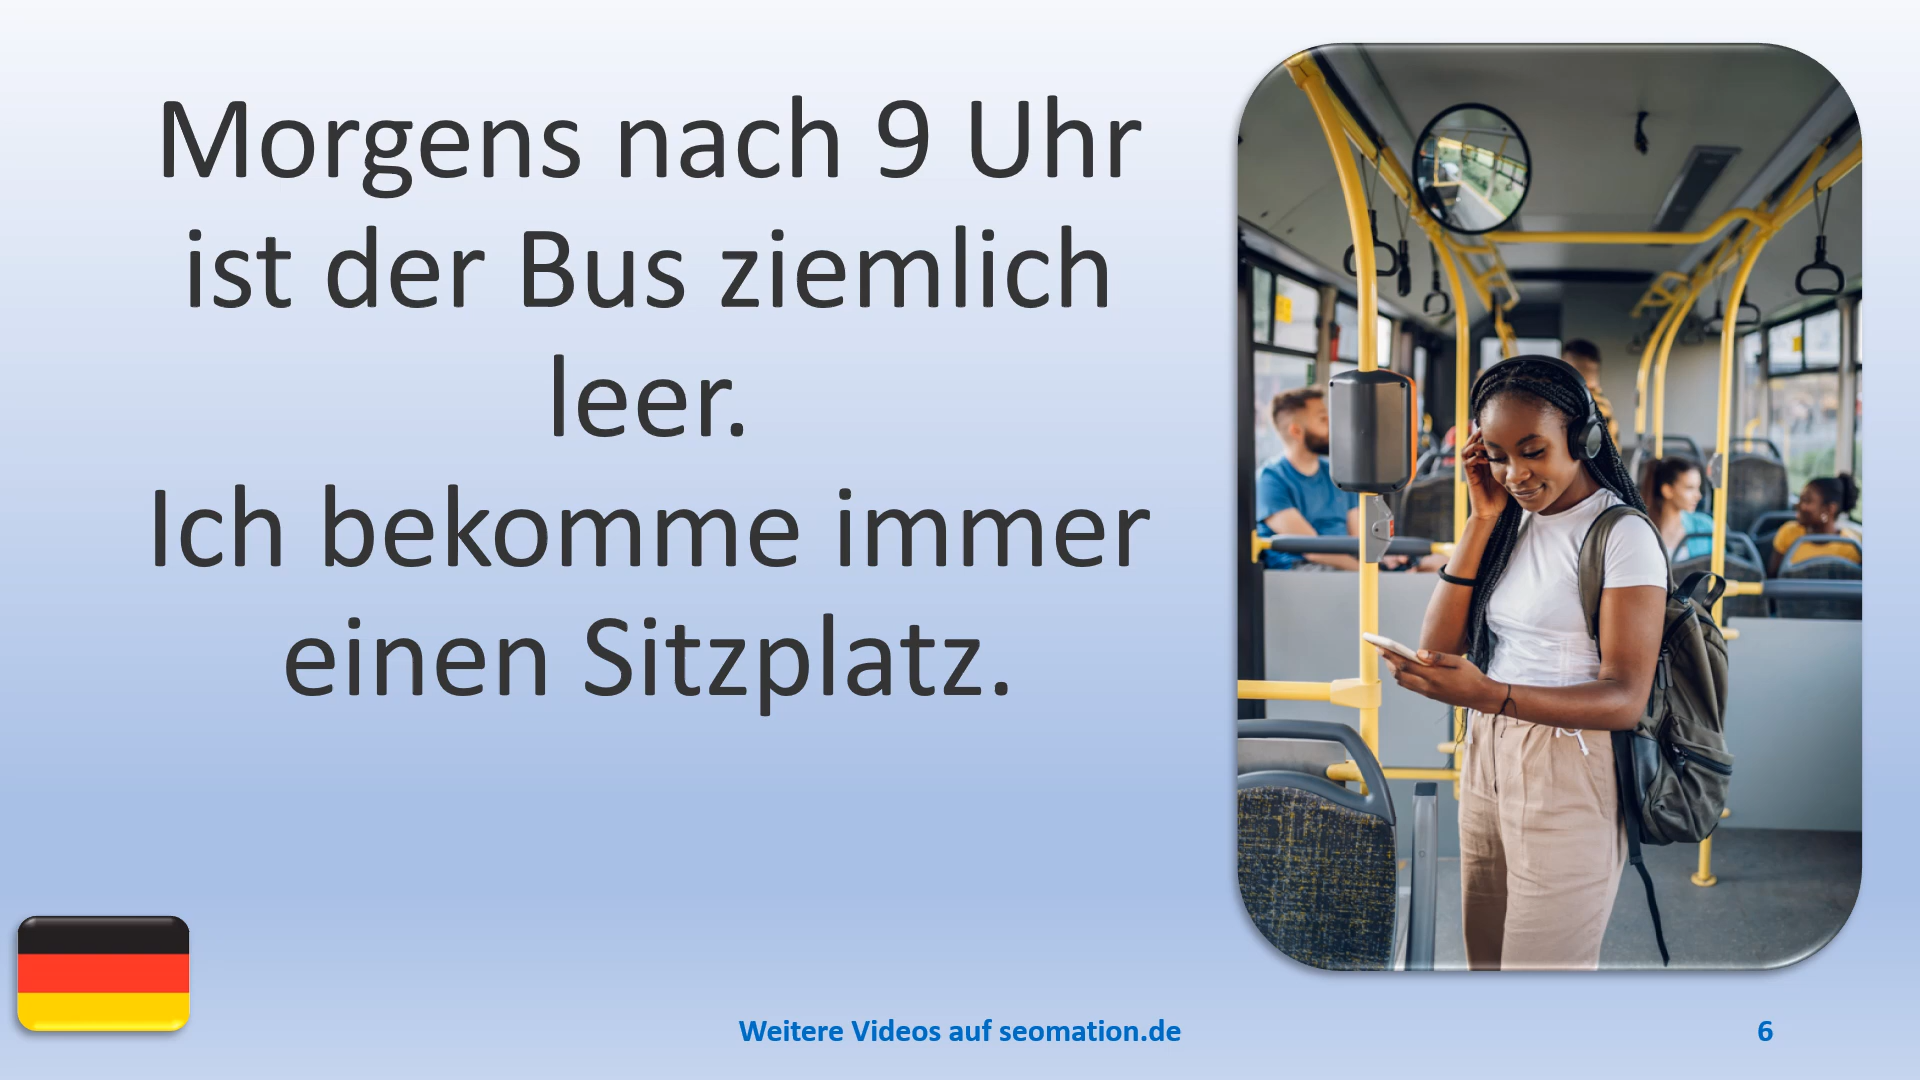 Morgens nach 9 Uhr
ist der Bus ziemlich
leer.
Ich bekomme immer
einen Sitzplatz.
Weitere Videos auf seomation.de
6